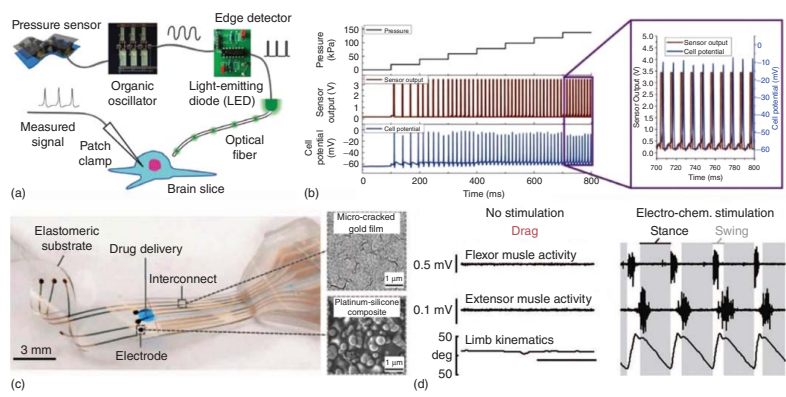 Pressure sensor
Edge detector
Organic
oscillator
Light-emitting
diode (LED)
Measured
signal
Patch
clamp
Optical
fiber
Brain slice
(a)
Pressure
(kPa)
150
100
50
0
Pressure
Sensor
output (V)
3
2
1
0
Sensor output
Cell
potential
(mV)
0
−20
−40
−60
Cell potential
0
200
400
600
800
Time (ms)
(b)
Sensor Output (V)
5.0
4.5
4.0
3.5
3.0
2.5
2.0
1.5
1.0
0.5
0.0
Sensor output
Cell potential
0
−10
−20
−30
−40
−50
−60
Cell potential (mV)
700
720
740
760
780
800
Time (ms)
Elastomeric
substrate
Drug delivery
Interconnect
Electrode
3 mm
Micro-cracked
gold film
1 μm
Platinum-silicone
composite
1 μm
(c)
No stimulation
Drag
0.5 mV
Flexor musle activity
0.1 mV
Extensor musle activity
50
deg
50
Limb kinematics
Electro-chem. stimulation
Stance
Swing
(d)